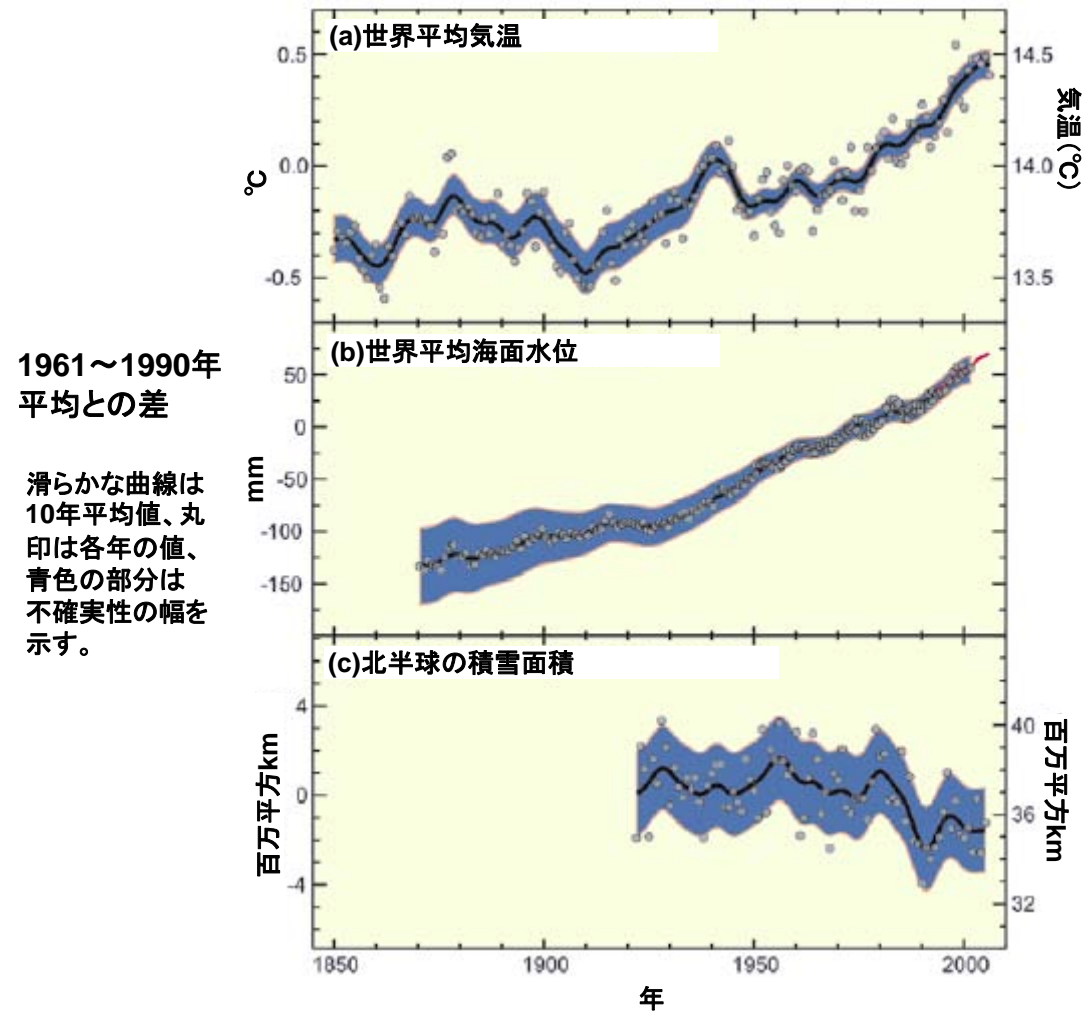 (a)世界平均気温
0.5
0.0
-0.5
℃
14.5
14.0
13.5
気温(℃)
1961～1990年
平均との差
滑らかな曲線は
10年平均値、丸
印は各年の値、
青色の部分は
不確実性の幅を
示す。
(b)世界平均海面水位
50
0
-50
-100
-150
mm
(c)北半球の積雪面積
4
0
-4
百万平方km
40
36
32
百万平方km
1850
1900
1950
2000
年